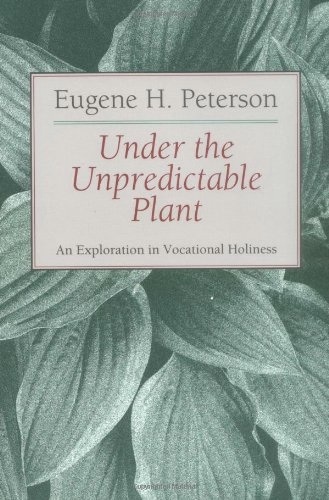 Eugene H. Peterson
Under the
Unpredictable
Plant
An Exploration in Vocational Holiness